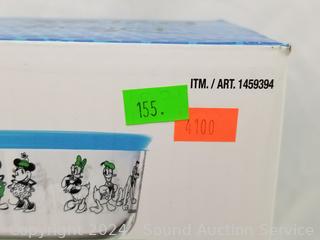 ITM. / ART. 1459394
155.
4100
Copyright 2024 Sound Auction Service